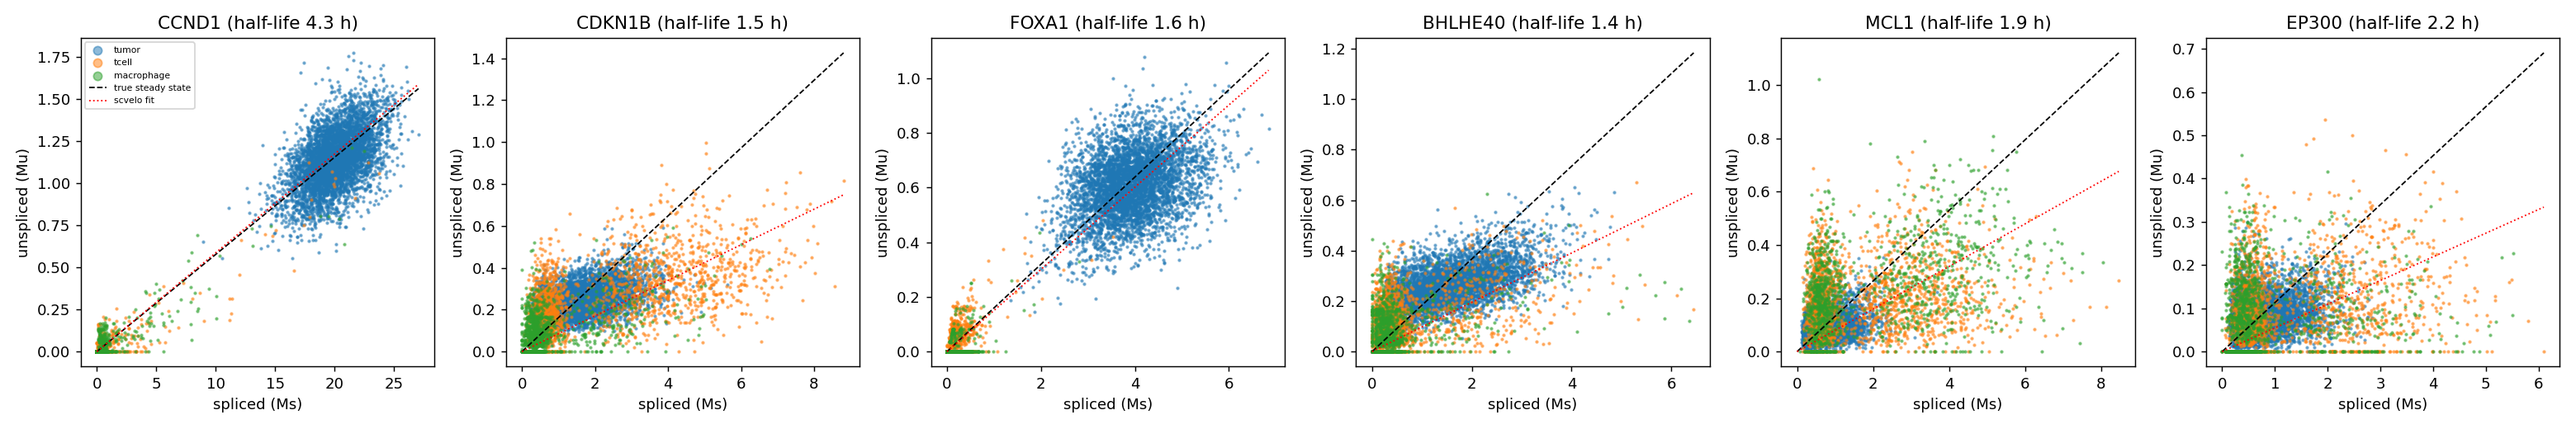 CCND1 (half-life 4.3 h)
1.75
1.50
1.25
1.00
0.75
0.50
0.25
0.00
unspliced (Mu)
tumor
tcell
macrophage
true steady state
scvelo fit
0 5 10 15 20 25
spliced (Ms)
CDKN1B (half-life 1.5 h)
1.4
1.2
1.0
0.8
0.6
0.4
0.2
0.0
unspliced (Mu)
0 2 4 6 8
spliced (Ms)
FOXA1 (half-life 1.6 h)
1.0
0.8
0.6
0.4
0.2
0.0
unspliced (Mu)
0 2 4 6
spliced (Ms)
BHLHE40 (half-life 1.4 h)
1.2
1.0
0.8
0.6
0.4
0.2
0.0
unspliced (Mu)
0 2 4 6
spliced (Ms)
MCL1 (half-life 1.9 h)
1.0
0.8
0.6
0.4
0.2
0.0
unspliced (Mu)
0 2 4 6 8
spliced (Ms)
EP300 (half-life 2.2 h)
0.7
0.6
0.5
0.4
0.3
0.2
0.1
0.0
unspliced (Mu)
0 1 2 3 4 5 6
spliced (Ms)